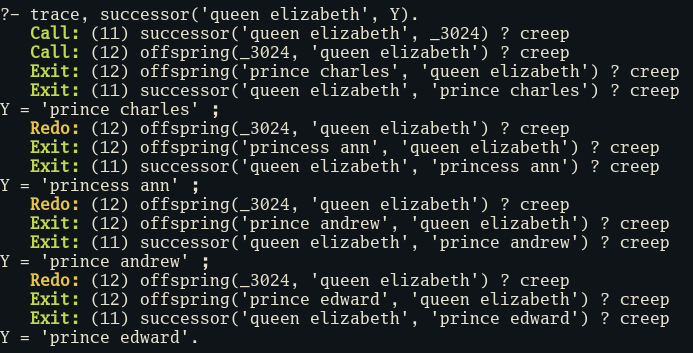 ?- trace, successor('queen elizabeth', Y).
   Call: (11) successor('queen elizabeth', _3024) ? creep
   Call: (12) offspring(_3024, 'queen elizabeth') ? creep
   Exit: (12) offspring('prince charles', 'queen elizabeth') ? creep
   Exit: (11) successor('queen elizabeth', 'prince charles') ? creep
Y = 'prince charles' ;
   Redo: (12) offspring(_3024, 'queen elizabeth') ? creep
   Exit: (12) offspring('princess ann', 'queen elizabeth') ? creep
   Exit: (11) successor('queen elizabeth', 'princess ann') ? creep
Y = 'princess ann' ;
   Redo: (12) offspring(_3024, 'queen elizabeth') ? creep
   Exit: (12) offspring('prince andrew', 'queen elizabeth') ? creep
   Exit: (11) successor('queen elizabeth', 'prince andrew') ? creep
Y = 'prince andrew' ;
   Redo: (12) offspring(_3024, 'queen elizabeth') ? creep
   Exit: (12) offspring('prince edward', 'queen elizabeth') ? creep
   Exit: (11) successor('queen elizabeth', 'prince edward') ? creep
Y = 'prince edward'.